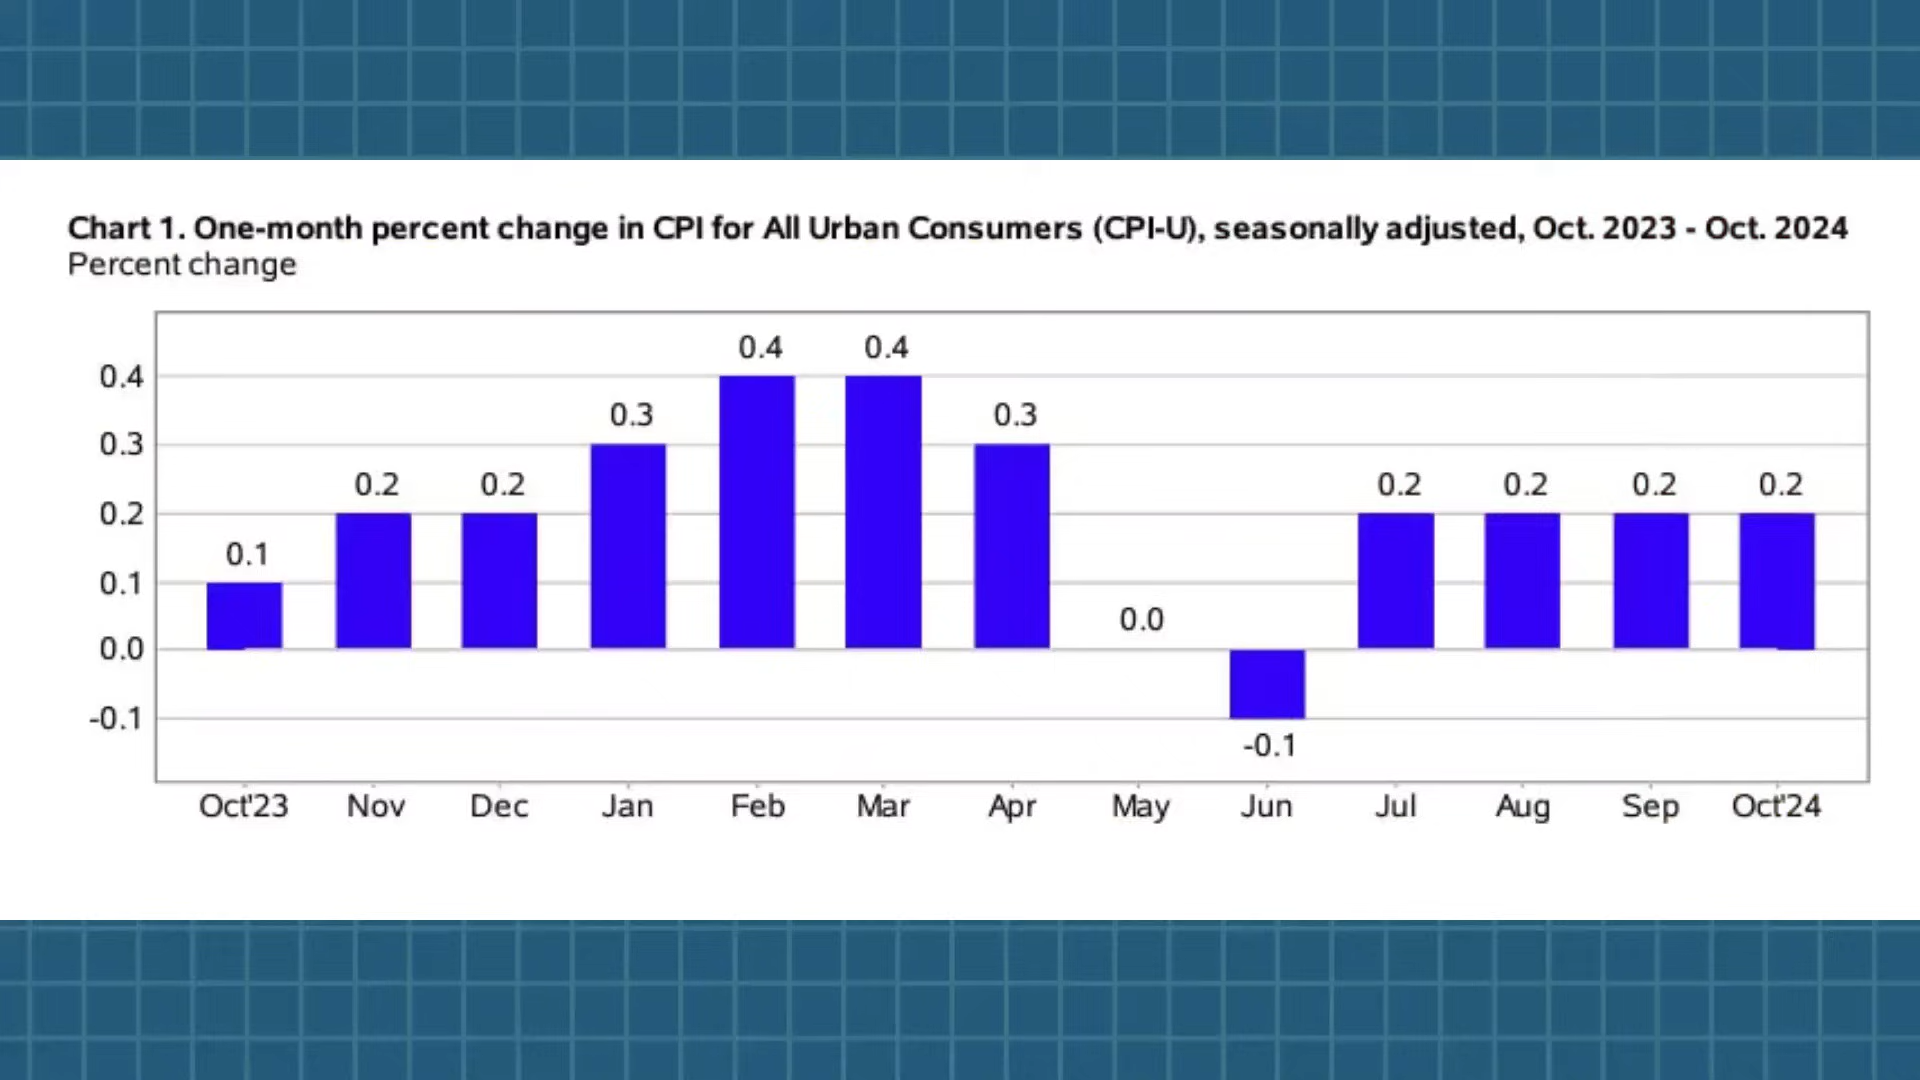 Chart 1. One-month percent change in CPI for All Urban Consumers (CPI-U), seasonally adjusted, Oct. 2023 - Oct. 2024
Percent change
0.4 0.4
0.4
0.3 0.3
0.3
0.2 0.2 0.2 0.2 0.2 0.2
0.2
0.1
0.1
0.0
0.0
-0.1
-0.1
Oct'23 Nov Dec Jan Feb Mar Apr May Jun Jul Aug Sep Oct'24